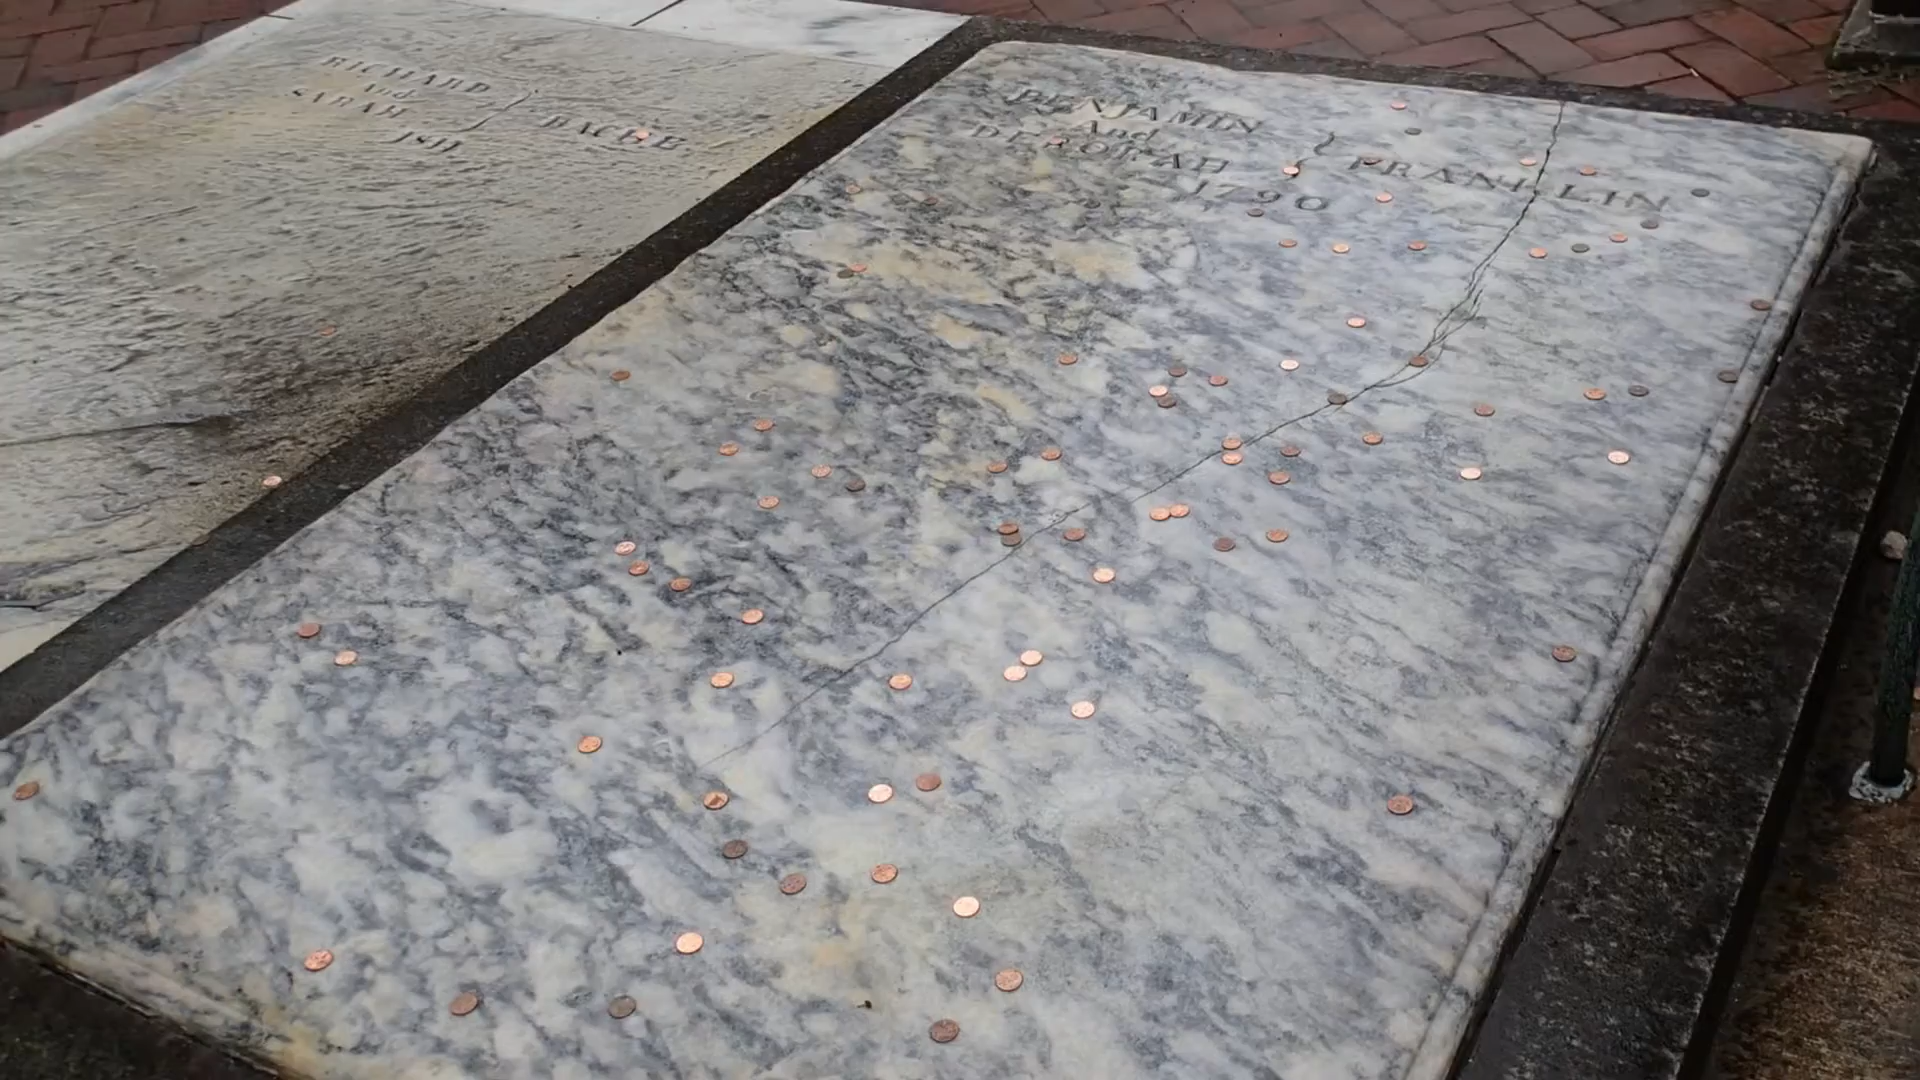 RICHARD
And
SARAH
BACHE
1811
BENJAMIN
And
DEBORAH
FRANKLIN
1790